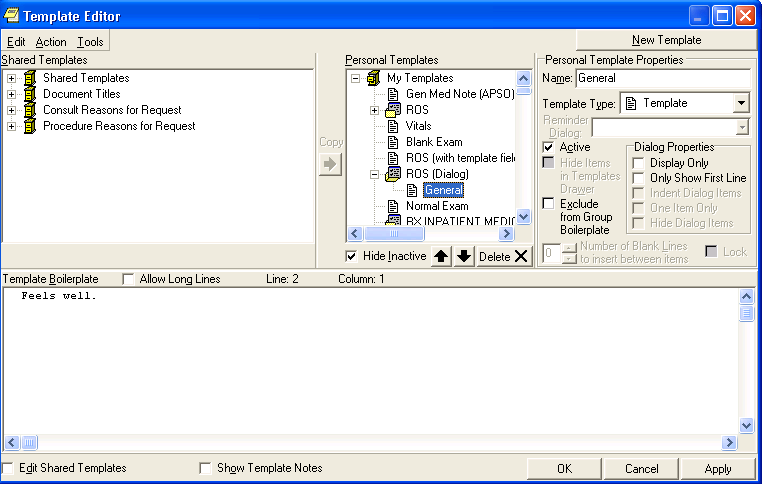 Template Editor
Edit Action Tools
New Template
Shared Templates
Shared Templates
Document Titles
Consult Reasons for Request
Procedure Reasons for Request
Copy
Personal Templates
My Templates
Gen Med Note (APSO)
ROS
Vitals
Blank Exam
ROS (with template field
ROS (Dialog)
General
Normal Exam
RX INPATIENT MEDIC
Hide Inactive
Delete
Personal Template Properties
Name: General
Template Type: Template
Reminder
Dialog:
Active
Hide Items
in Templates
Drawer
Exclude
from Group
Boilerplate
Dialog Properties
Display Only
Only Show First Line
Indent Dialog Items
One Item Only
Hide Dialog Items
0 Number of Blank Lines
to insert between items
Lock
Template Boilerplate Allow Long Lines Line: 2 Column: 1
Feels well.
Edit Shared Templates Show Template Notes OK Cancel Apply